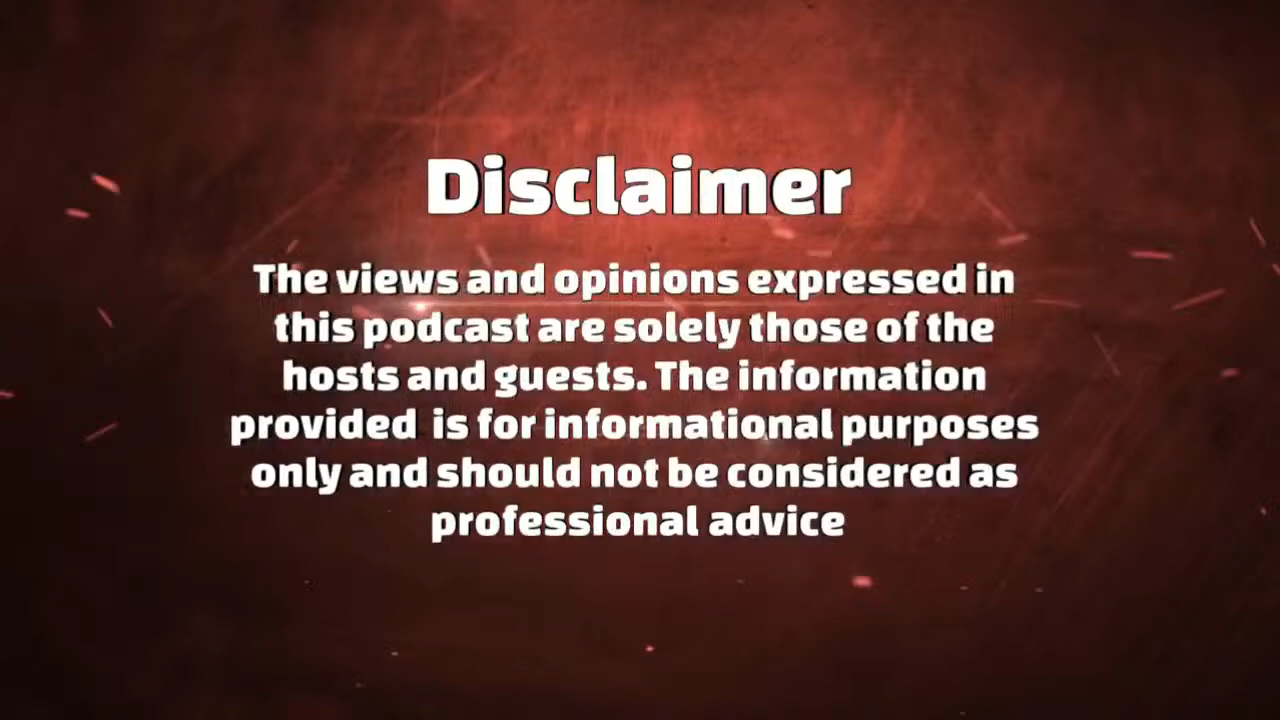 Disclaimer
The views and opinions expressed in
this podcast are solely those of the
hosts and guests. The information
provided is for informational purposes
only and should not be considered as
professional advice